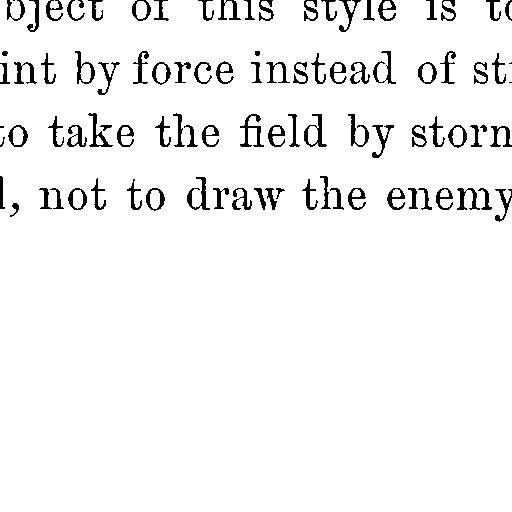 bject of this style is to
int by force instead of st
to take the field by storm
l, not to draw the enemy